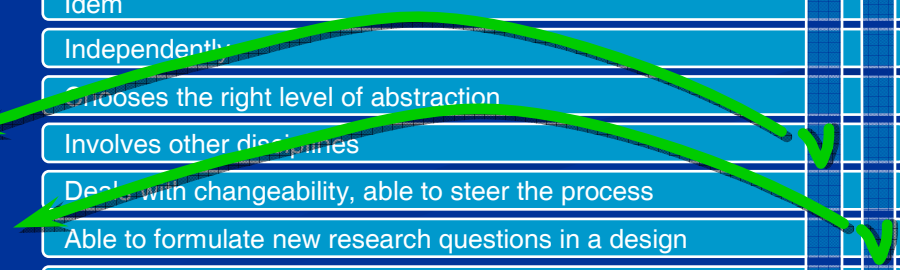 Idem
Independently
Chooses the right level of abstraction
Involves other disciplines
Deals with changeability, able to steer the process
Able to formulate new research questions in a design